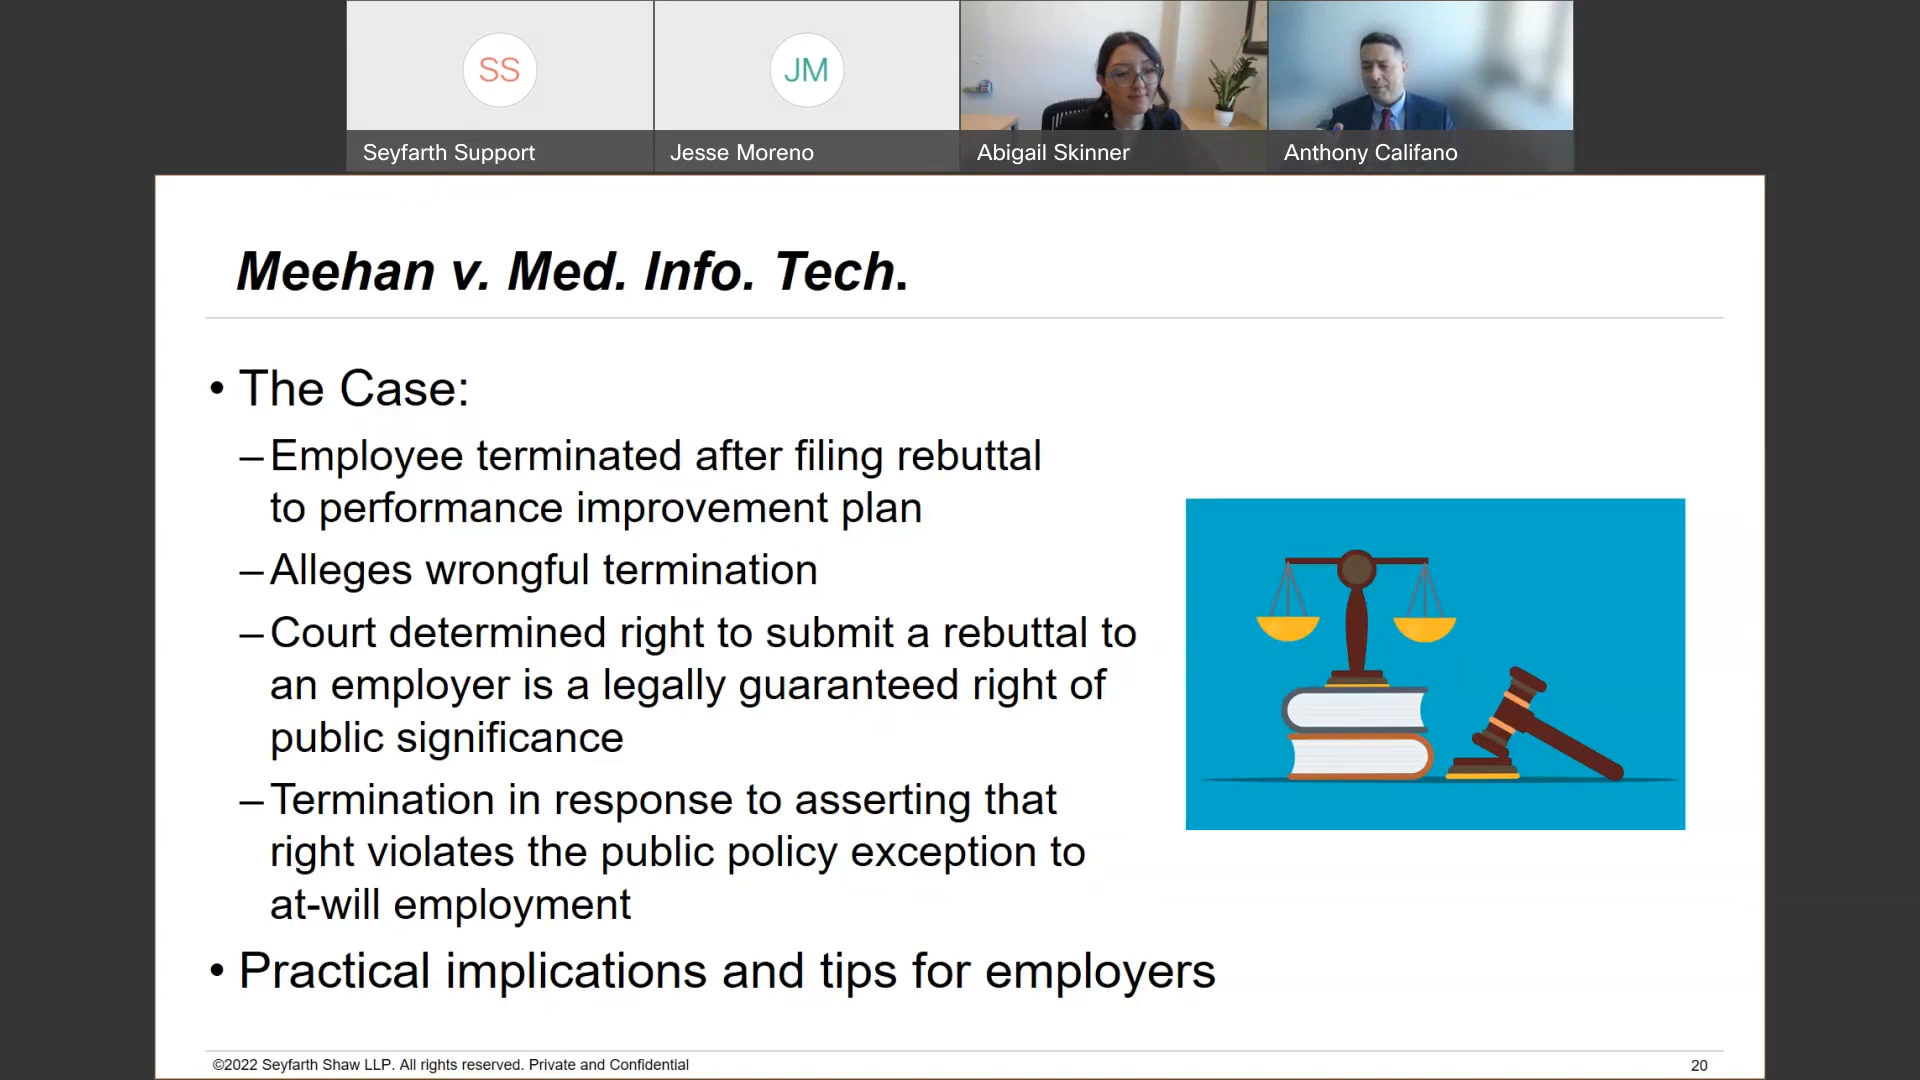 SS
JM
Seyfarth Support
Jesse Moreno
Abigail Skinner
Anthony Califano
Meehan v. Med. Info. Tech.
• The Case:
– Employee terminated after filing rebuttal
to performance improvement plan
– Alleges wrongful termination
– Court determined right to submit a rebuttal to
an employer is a legally guaranteed right of
public significance
– Termination in response to asserting that
right violates the public policy exception to
at-will employment
• Practical implications and tips for employers
©2022 Seyfarth Shaw LLP. All rights reserved. Private and Confidential
20